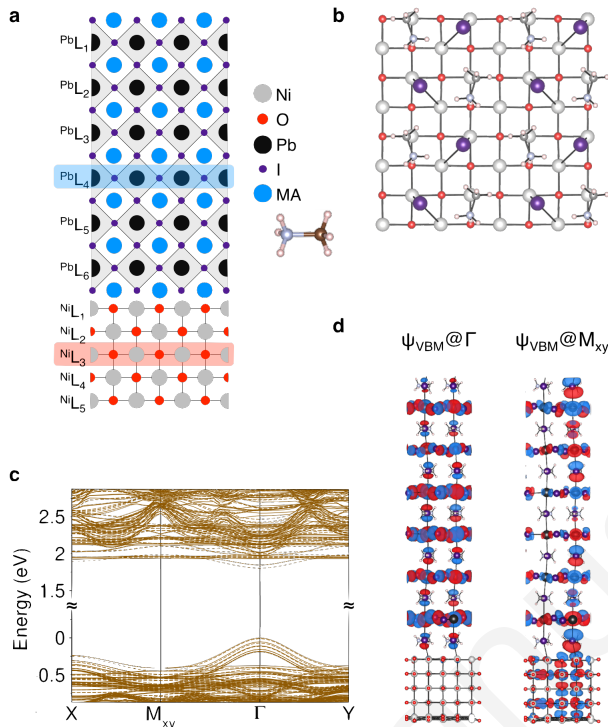 a
PbL1
PbL2
PbL3
PbL4
PbL5
PbL6
NiL1
NiL2
NiL3
NiL4
NiL5
Ni
O
Pb
I
MA
b
c
Energy (eV)
2.5
2
1.5
≈
≈
0
0.5
X
Mxy
Γ
Y
d
ψVBM@Γ
ψVBM@Mxy